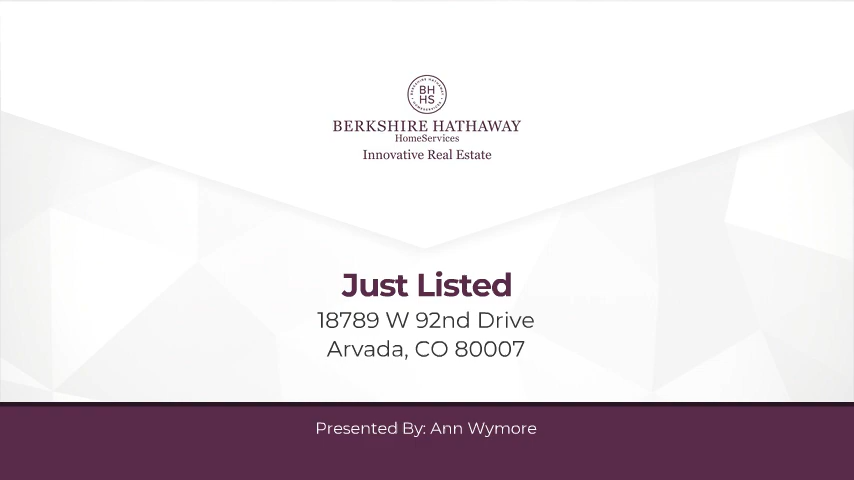 BH
HS
BERKSHIRE HATHAWAY
HomeServices
Innovative Real Estate
Just Listed
18789 W 92nd Drive
Arvada, CO 80007
Presented By: Ann Wymore